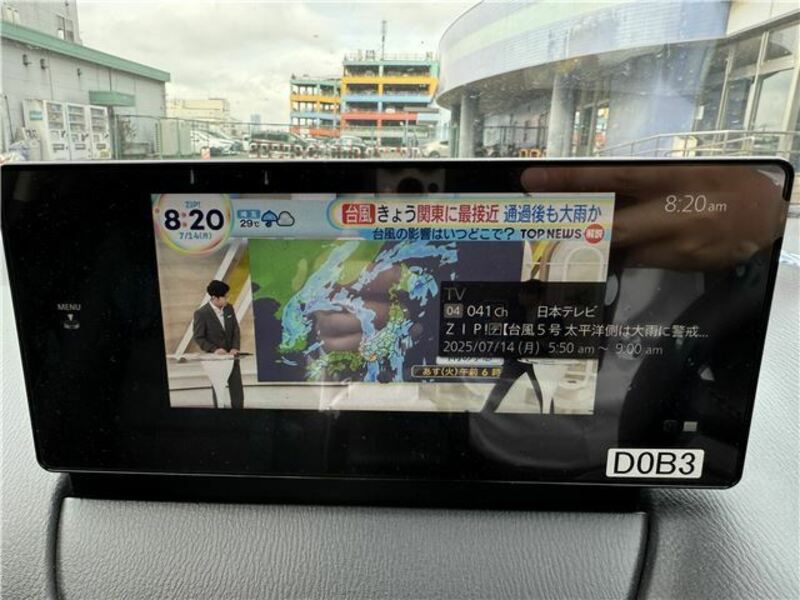 ZIP!
8:20
7/14(月)
埼玉
29℃
台風 きょう関東に最接近 通過後も大雨か
台風の影響はいつどこで? TOP NEWS 解説
8:20am
MENU
TV
04 041Ch 日本テレビ
ZIP!デ【台風5号 太平洋側は大雨に警戒...
2025/07/14 (月) 5:50 am ~ 9:00 am
あす(火)午前6時
D0B3